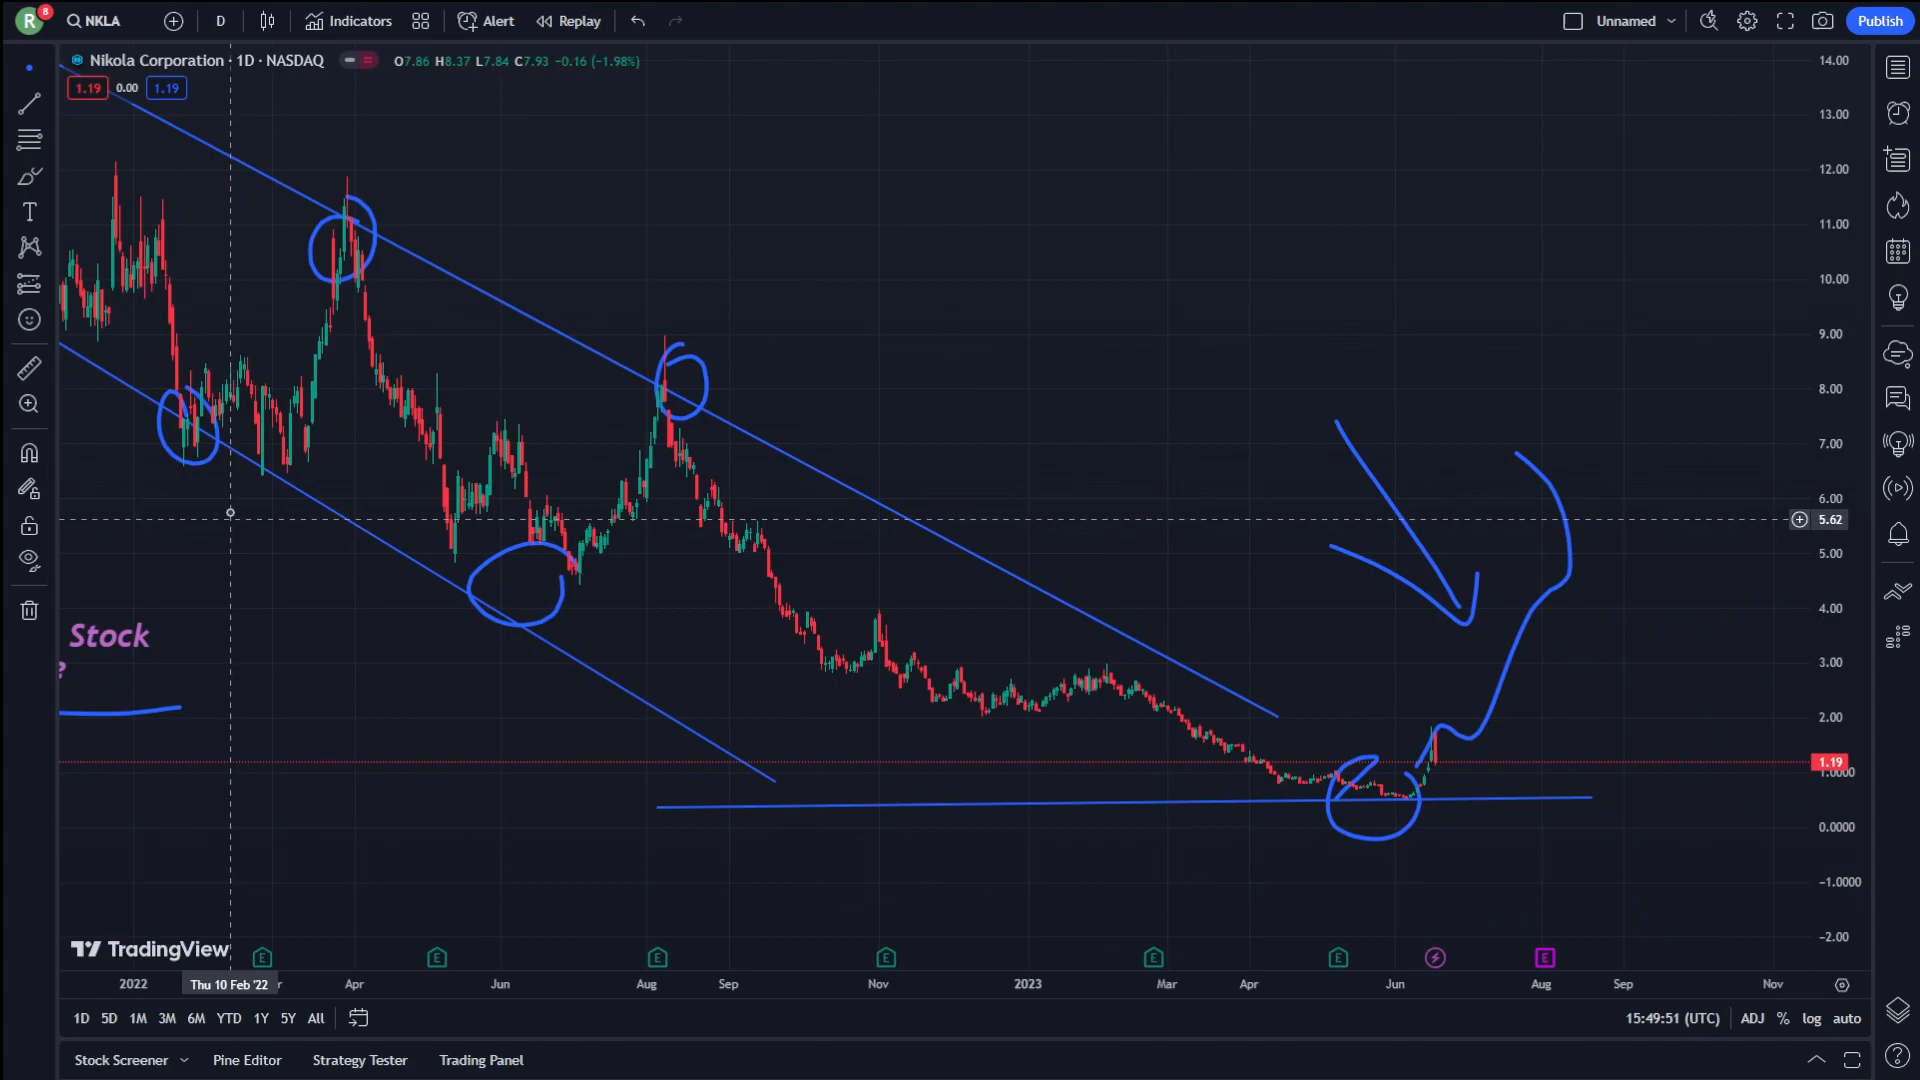 R 8 NKLA D Indicators Alert Replay Unnamed Publish
Nikola Corporation · 1D · NASDAQ O7.86 H8.37 L7.84 C7.93 −0.16 (−1.98%)
1.19 0.00 1.19
14.00
13.00
12.00
11.00
10.00
9.00
8.00
7.00
6.00
5.62
5.00
4.00
Stock
?
3.00
2.00
1.19
1.0000
0.0000
−1.0000
−2.00
TradingView
E E E E E E E
2022 Thu 10 Feb '22 r Apr Jun Aug Sep Nov 2023 Mar Apr Jun Aug Sep Nov
1D 5D 1M 3M 6M YTD 1Y 5Y All 15:49:51 (UTC) ADJ % log auto
Stock Screener Pine Editor Strategy Tester Trading Panel